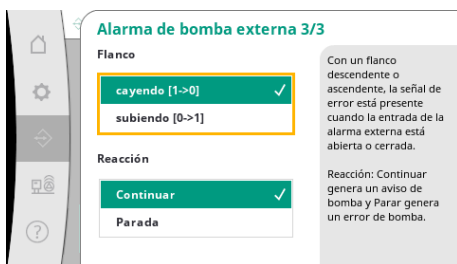 Alarma de bomba externa 3/3
Flanco
cayendo [1->0]
subiendo [0->1]
Reacción
Continuar
Parada
Con un flanco
descendente o
ascendente, la señal de
error está presente
cuando la entrada de la
alarma externa está
abierta o cerrada.
Reacción: Continuar
genera un aviso de
bomba y Parar genera
un error de bomba.